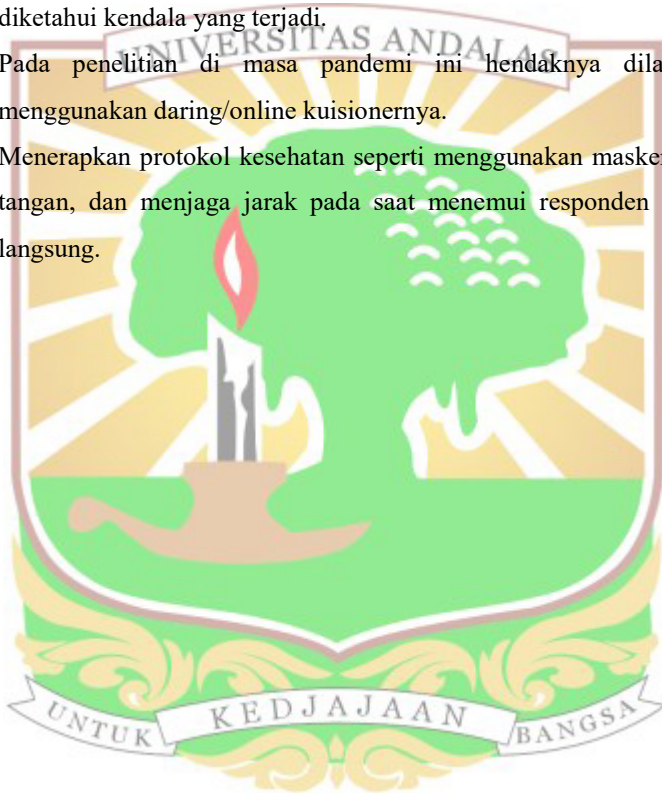 diketahui kendala yang terjadi.
UNIVERSITAS ANDALAS
Pada penelitian di masa pandemi ini hendaknya
menggunakan daring/online kuisionernya.
Menerapkan protokol kesehatan seperti menggunakan masker
tangan, dan menjaga jarak pada saat menemui responden
langsung.
UNTUK KEDJAJAAN BANGSA